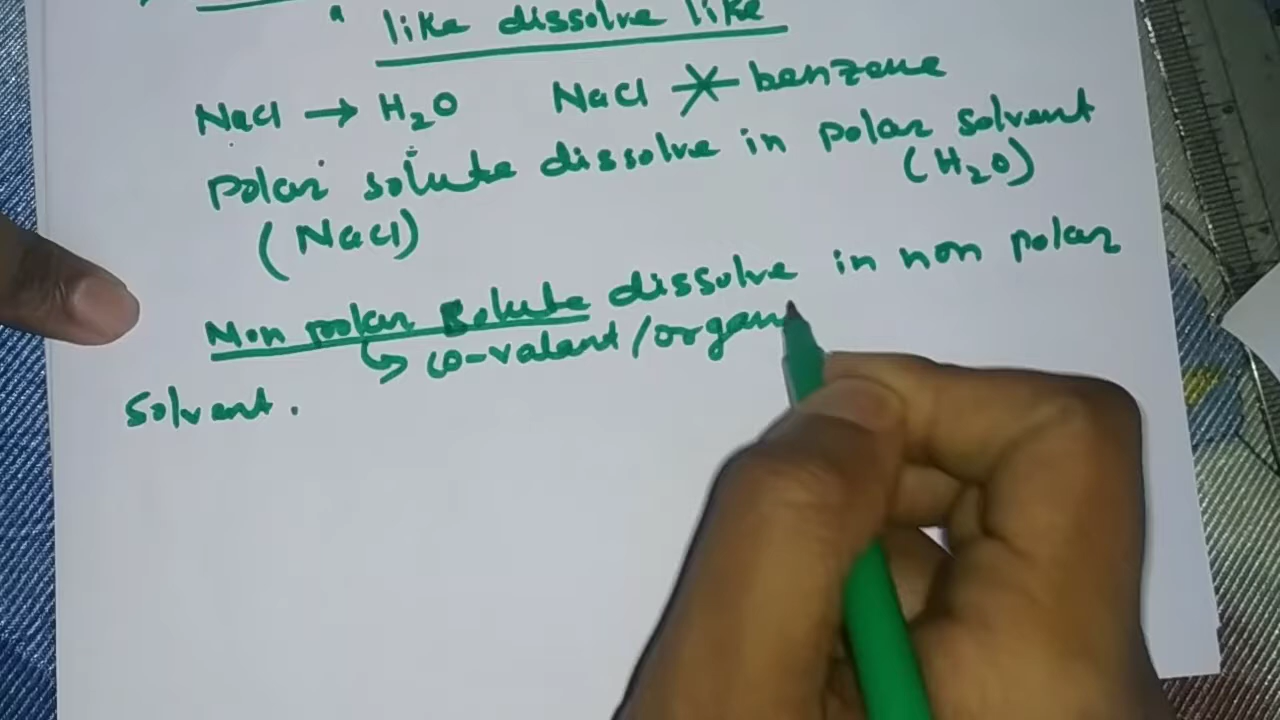 like dissolve like
NaCl → H₂O NaCl benzene
polar solute dissolve in polar solvent
(NaCl) (H₂O)
Non polar Solute dissolve in non polar
↳ co-valent/organ
Solvent.